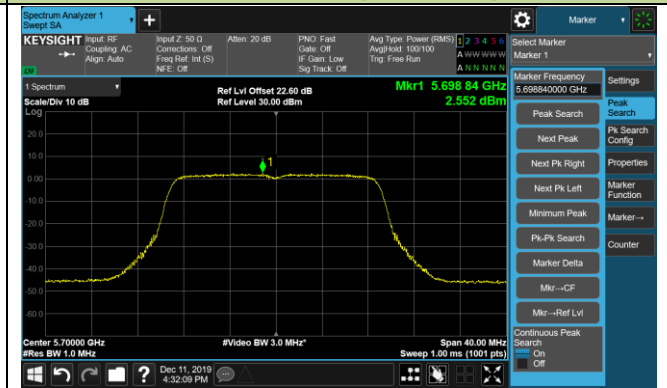 Spectrum Analyzer 1
Swept SA
+
Marker
KEYSIGHT
Input: RF
Coupling: AC
Align: Auto
Input Z: 50 Ω
Corrections: Off
Freq Ref: Int (S)
NFE: Off
Atten: 20 dB
PNO: Fast
Gate: Off
IF Gain: Low
Sig Track: Off
Avg Type: Power (RMS)
Avg|Hold: 100/100
Trig: Free Run
1 2 3 4 5 6
A W W W W W
A N N N N N
Select Marker
Marker 1
1 Spectrum
Scale/Div 10 dB
Log
Ref Lvl Offset 22.60 dB
Ref Level 30.00 dBm
Mkr1 5.698 84 GHz
2.552 dBm
20.0
10.0
0.00
-10.0
-20.0
-30.0
-40.0
-50.0
-60.0
1
Center 5.70000 GHz
#Res BW 1.0 MHz
#Video BW 3.0 MHz*
Span 40.00 MHz
Sweep 1.00 ms (1001 pts)
Marker Frequency
5.698840000 GHz
Peak Search
Next Peak
Next Pk Right
Next Pk Left
Minimum Peak
Pk-Pk Search
Marker Delta
Mkr→CF
Mkr→Ref Lvl
Continuous Peak
Search
On
Off
Settings
Peak
Search
Pk Search
Config
Properties
Marker
Function
Marker→
Counter
?
Dec 11, 2019
4:32:09 PM